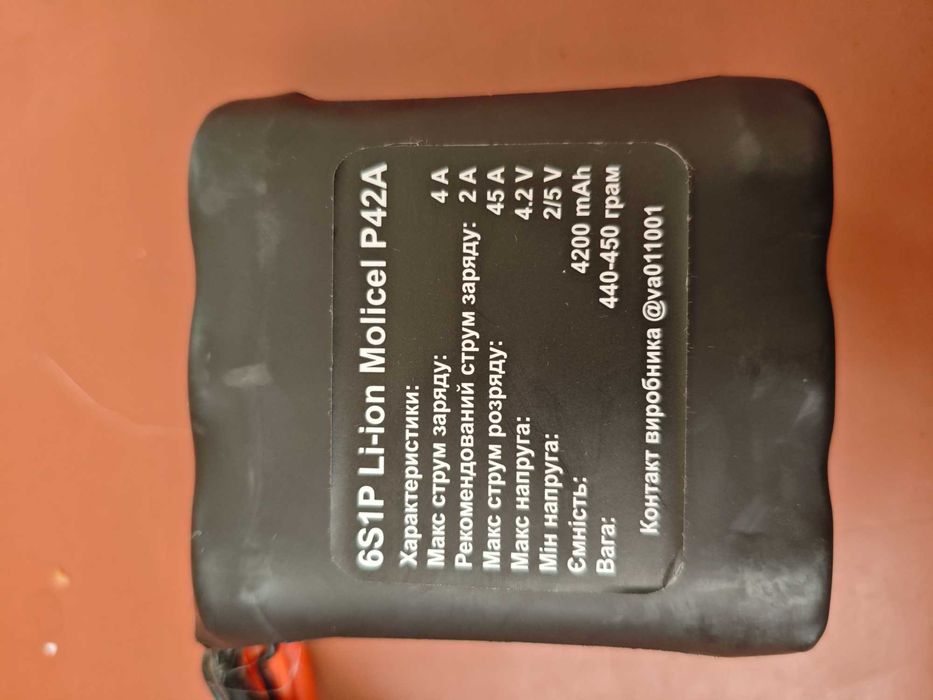 6S1P Li-ion Molicel P42A
Характеристики:
Макс струм заряду: 4 A
Рекомендований струм заряду: 2 A
Макс струм розряду: 45 A
Макс напруга: 4.2 V
Мін напруга: 2/5 V
Ємність: 4200 mAh
Вага: 440-450 грам
Контакт виробника @va011001